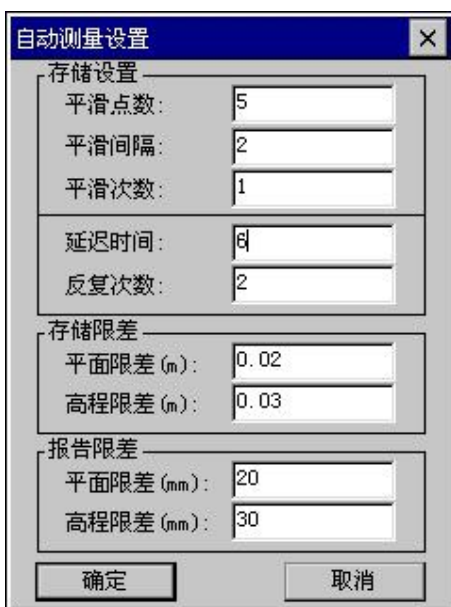 自动测量设置
存储设置
平滑点数: 5
平滑间隔: 2
平滑次数: 1
延迟时间: 6
反复次数: 2
存储限差
平面限差(m): 0.02
高程限差(m): 0.03
报告限差
平面限差(mm): 20
高程限差(mm): 30
确定 取消